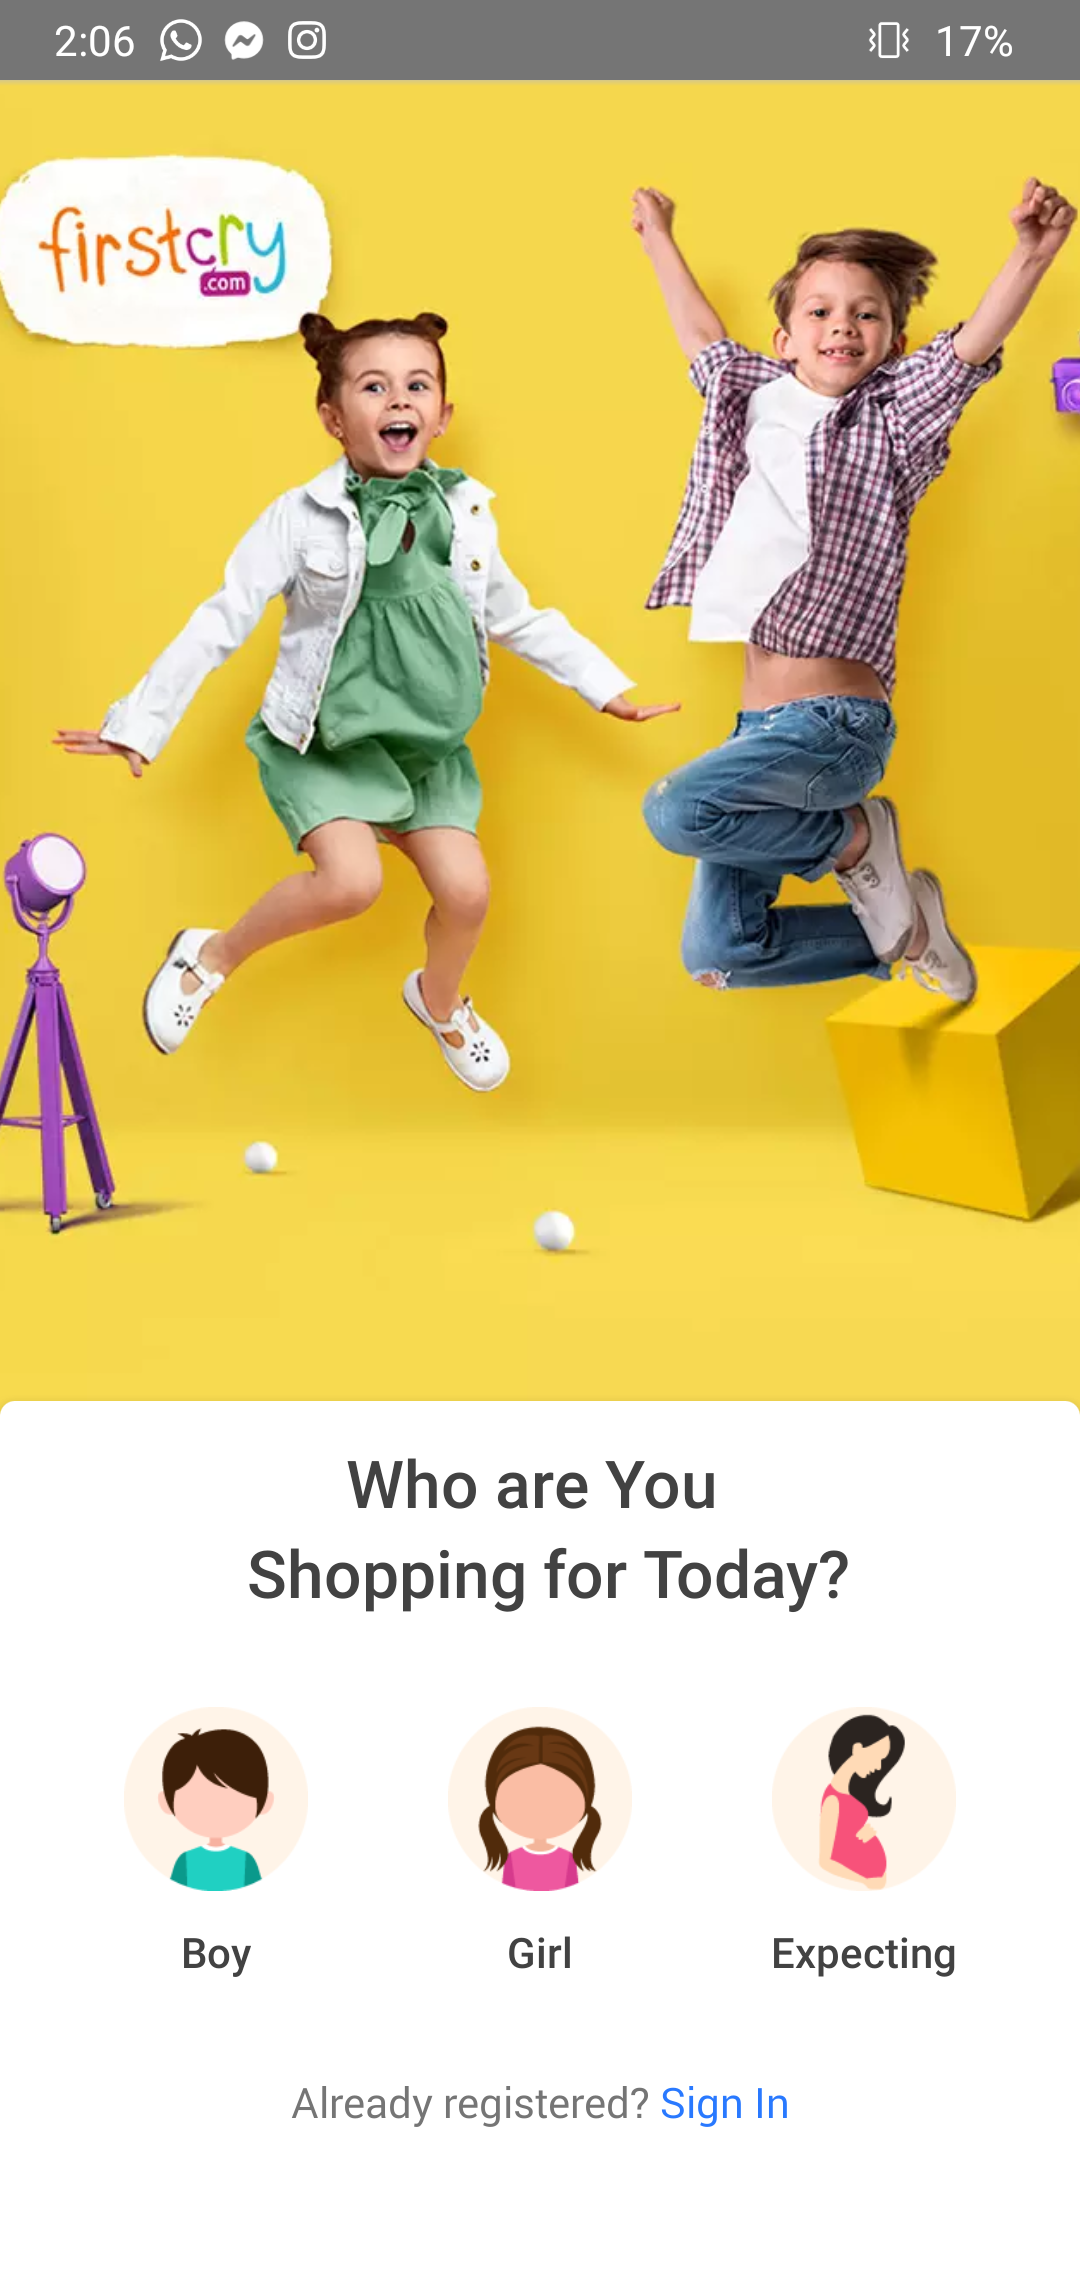 2:06 17%
firstcry
.com
Who are You
Shopping for Today?
Boy Girl Expecting
Already registered? Sign In